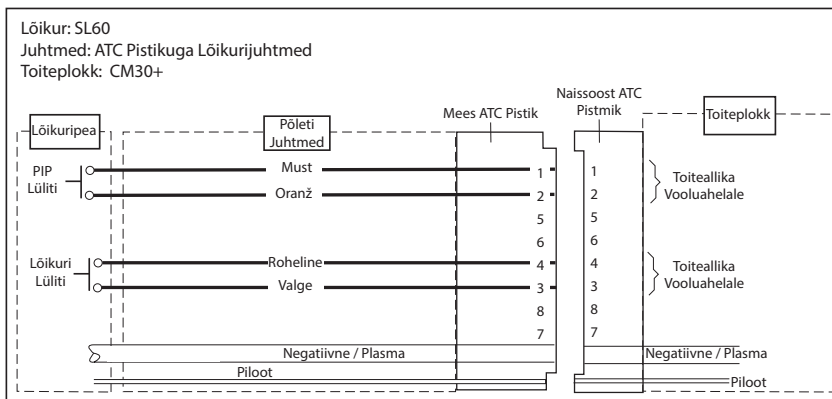 Lõikur: SL60
Juhtmed: ATC Pistikuga Lõikurijuhtmed
Toiteplokk: CM30+
Lõikuripea
Põleti
Juhtmed
Mees ATC Pistik
Naissoost ATC
Pistmik
Toiteplokk
PIP
Lüliti
Must
Oranž
1
2
5
6
4
3
8
7
1
2
5
6
4
3
8
7
Toiteallika
Vooluahelale
Lõikuri
Lüliti
Roheline
Valge
Toiteallika
Vooluahelale
Negatiivne / Plasma
Negatiivne / Plasma
Piloot
Piloot